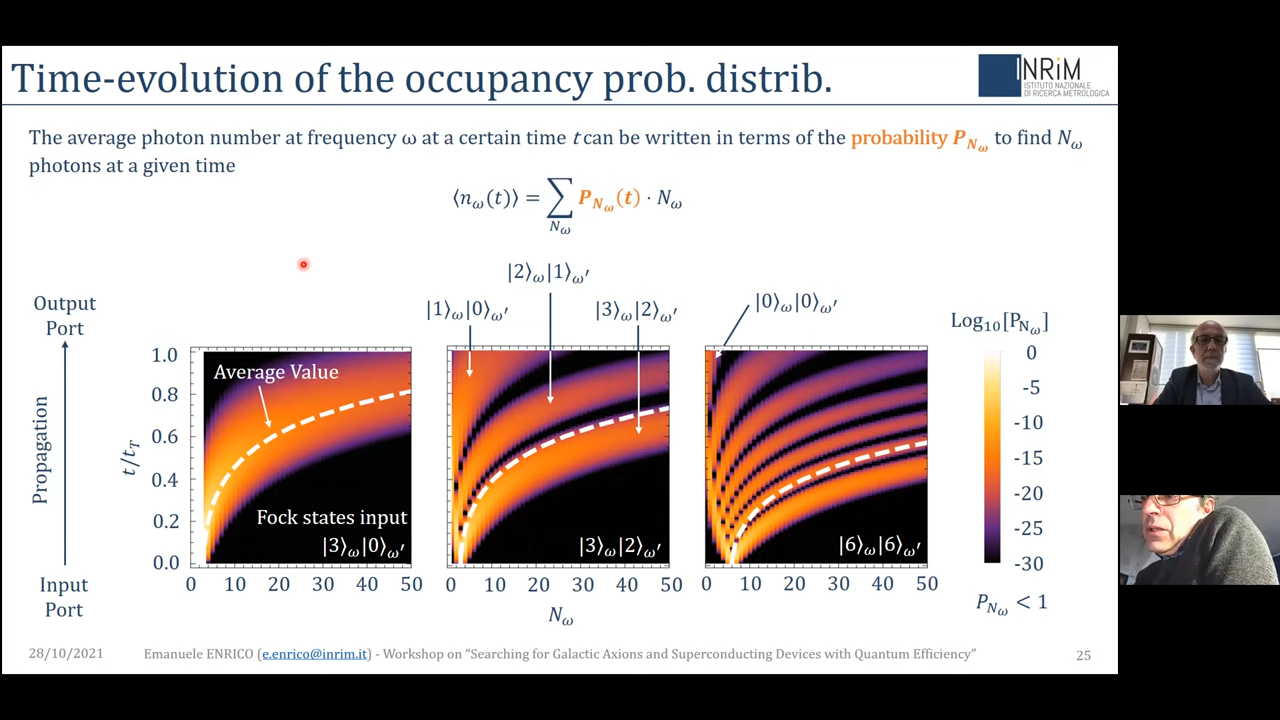 Time-evolution of the occupancy prob. distrib.
INRiM
ISTITUTO NAZIONALE
DI RICERCA METROLOGICA
The average photon number at frequency ω at a certain time t can be written in terms of the probability P_{N_ω} to find N_ω
photons at a given time
⟨n_ω(t)⟩ = ∑_{N_ω} P_{N_ω}(t) · N_ω
|2⟩_ω|1⟩_ω′
|1⟩_ω|0⟩_ω′
|3⟩_ω|2⟩_ω′
|0⟩_ω|0⟩_ω′
Output
Port
Propagation
Input
Port
t/t_T
1.0
0.8
0.6
0.4
0.2
0.0
Average Value
Fock states input
|3⟩_ω|0⟩_ω′
|3⟩_ω|2⟩_ω′
|6⟩_ω|6⟩_ω′
0 10 20 30 40 50
0 10 20 30 40 50
0 10 20 30 40 50
N_ω
Log₁₀[P_{N_ω}]
0
-5
-10
-15
-20
-25
-30
P_{N_ω} < 1
28/10/2021
Emanuele ENRICO (e.enrico@inrim.it) - Workshop on “Searching for Galactic Axions and Superconducting Devices with Quantum Efficiency”
25